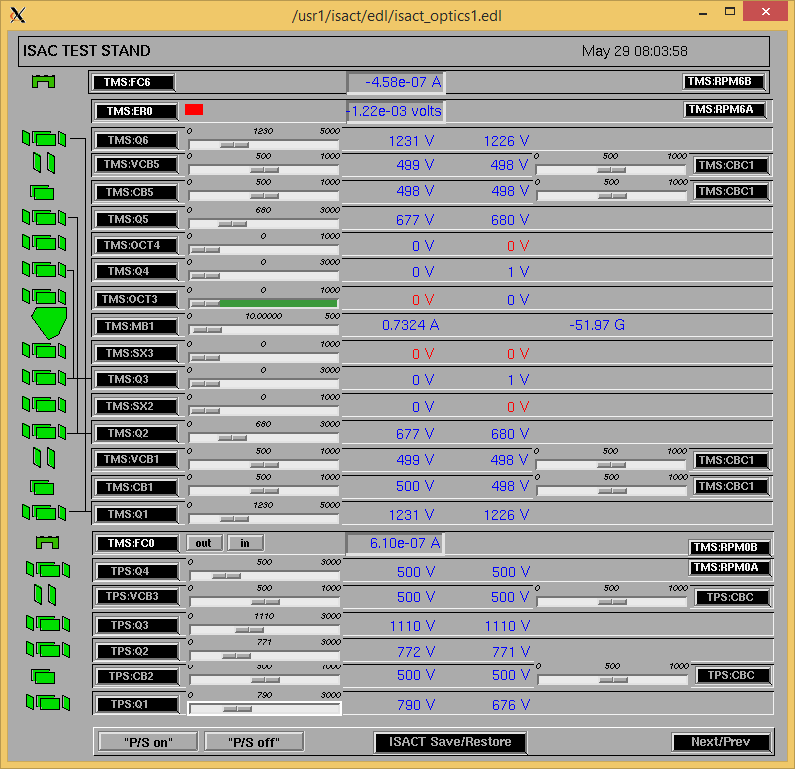 /usr1/isact/edl/isact_optics1.edl
ISAC TEST STAND May 29 08:03:58
TMS:FC6 -4.58e-07 A TMS:RPM6B
TMS:ER0 -1.22e-03 volts TMS:RPM6A
TMS:Q6 0 1230 5000 1231 V 1226 V
TMS:VCB5 0 500 1000 499 V 498 V 0 500 1000 TMS:CBC1
TMS:CB5 0 500 1000 498 V 498 V 0 500 1000 TMS:CBC1
TMS:Q5 0 680 3000 677 V 680 V
TMS:OCT4 0 0 1000 0 V 0 V
TMS:Q4 0 0 3000 0 V 1 V
TMS:OCT3 0 0 1000 0 V 0 V
TMS:MB1 0 10.00000 500 0.7324 A -51.97 G
TMS:SX3 0 0 1000 0 V 0 V
TMS:Q3 0 0 3000 0 V 1 V
TMS:SX2 0 0 1000 0 V 0 V
TMS:Q2 0 680 3000 677 V 680 V
TMS:VCB1 0 500 1000 499 V 498 V 0 500 1000 TMS:CBC1
TMS:CB1 0 500 1000 500 V 498 V 0 500 1000 TMS:CBC1
TMS:Q1 0 1230 5000 1231 V 1226 V
TMS:FC0 out in 6.10e-07 A TMS:RPM0B
TPS:Q4 0 500 3000 500 V 500 V TMS:RPM0A
TPS:VCB3 0 500 1000 500 V 500 V 0 500 1000 TPS:CBC
TPS:Q3 0 1110 3000 1110 V 1110 V
TPS:Q2 0 771 3000 772 V 771 V
TPS:CB2 0 500 1000 500 V 500 V 0 500 1000 TPS:CBC
TPS:Q1 0 790 3000 790 V 676 V
"P/S on" "P/S off" ISACT Save/Restore Next/Prev